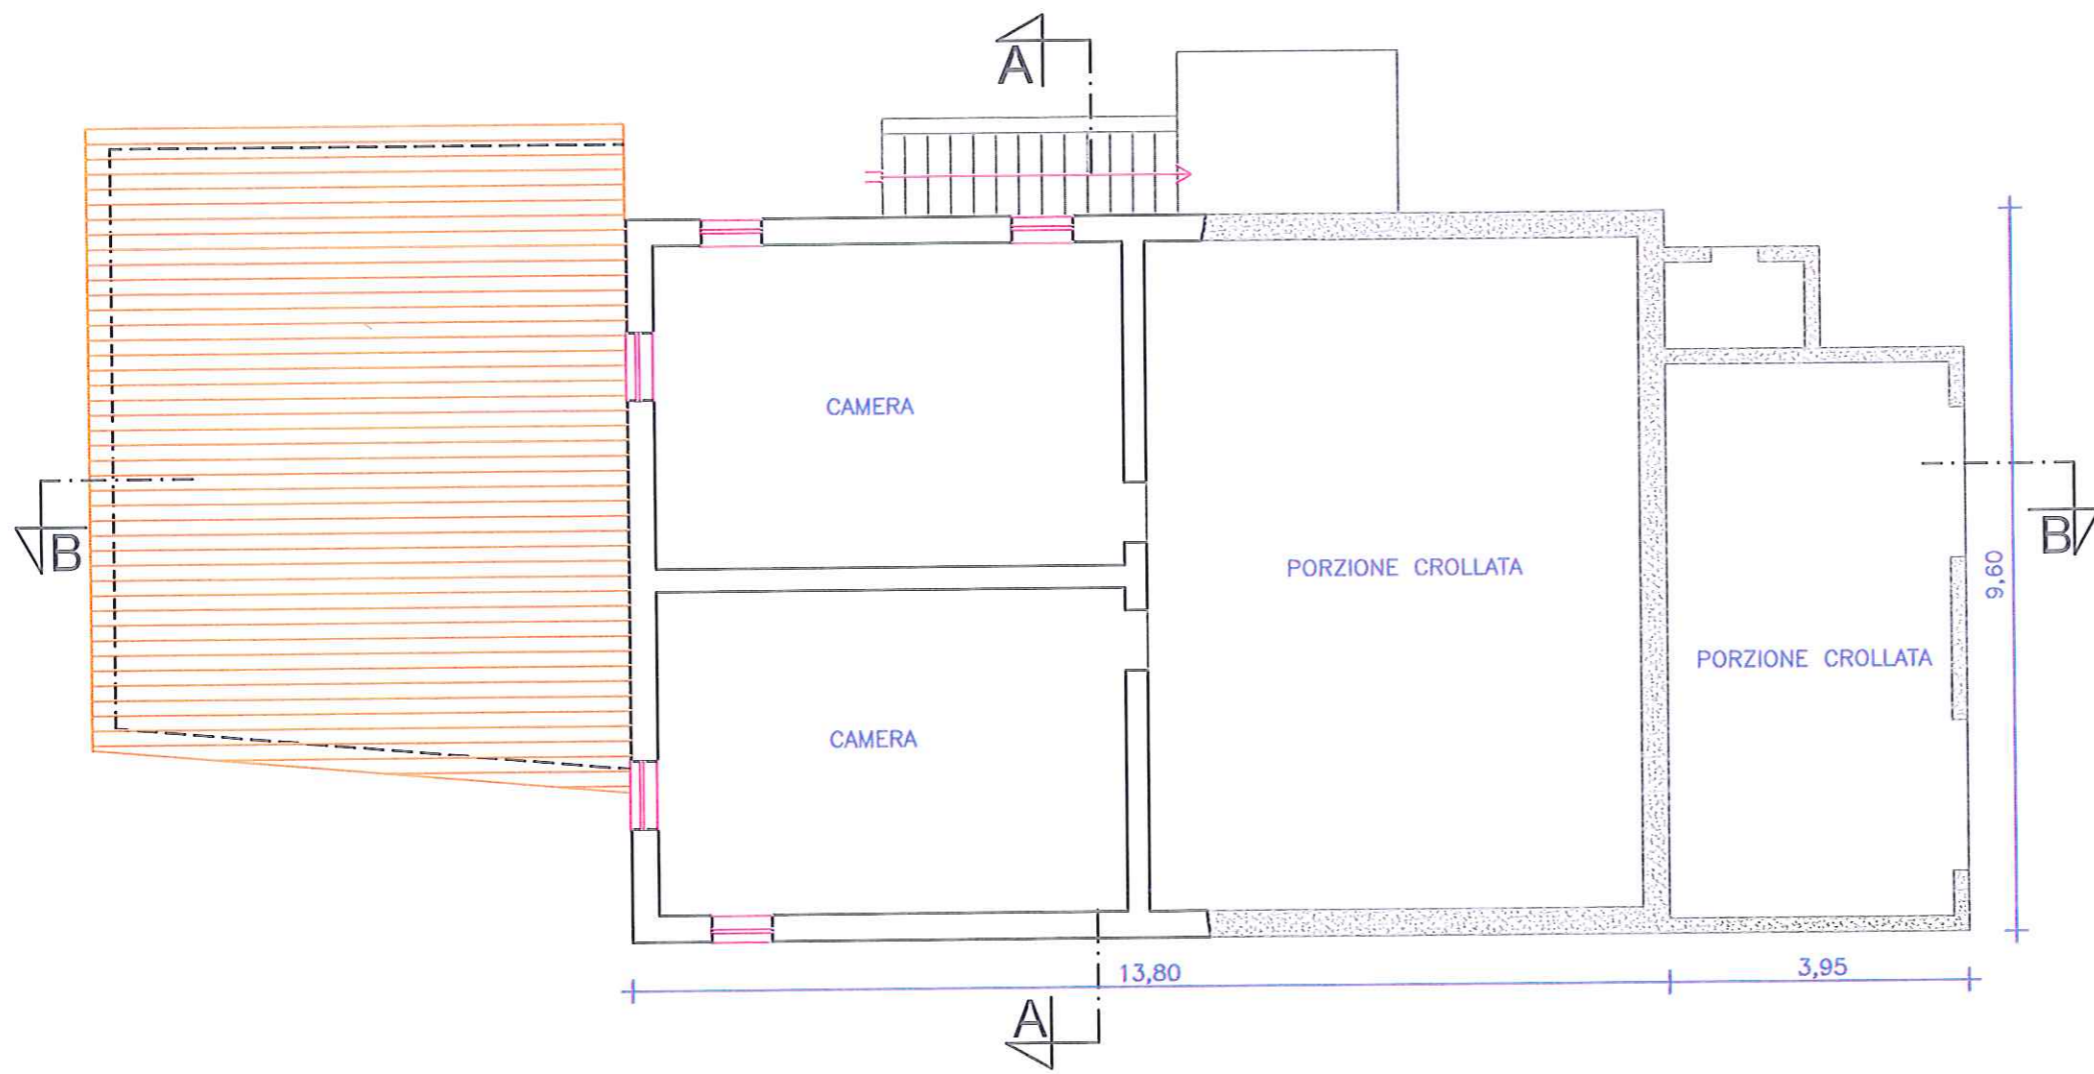 A
CAMERA
B
B
PORZIONE CROLLATA
9,60
PORZIONE CROLLATA
CAMERA
13,80
3,95
A